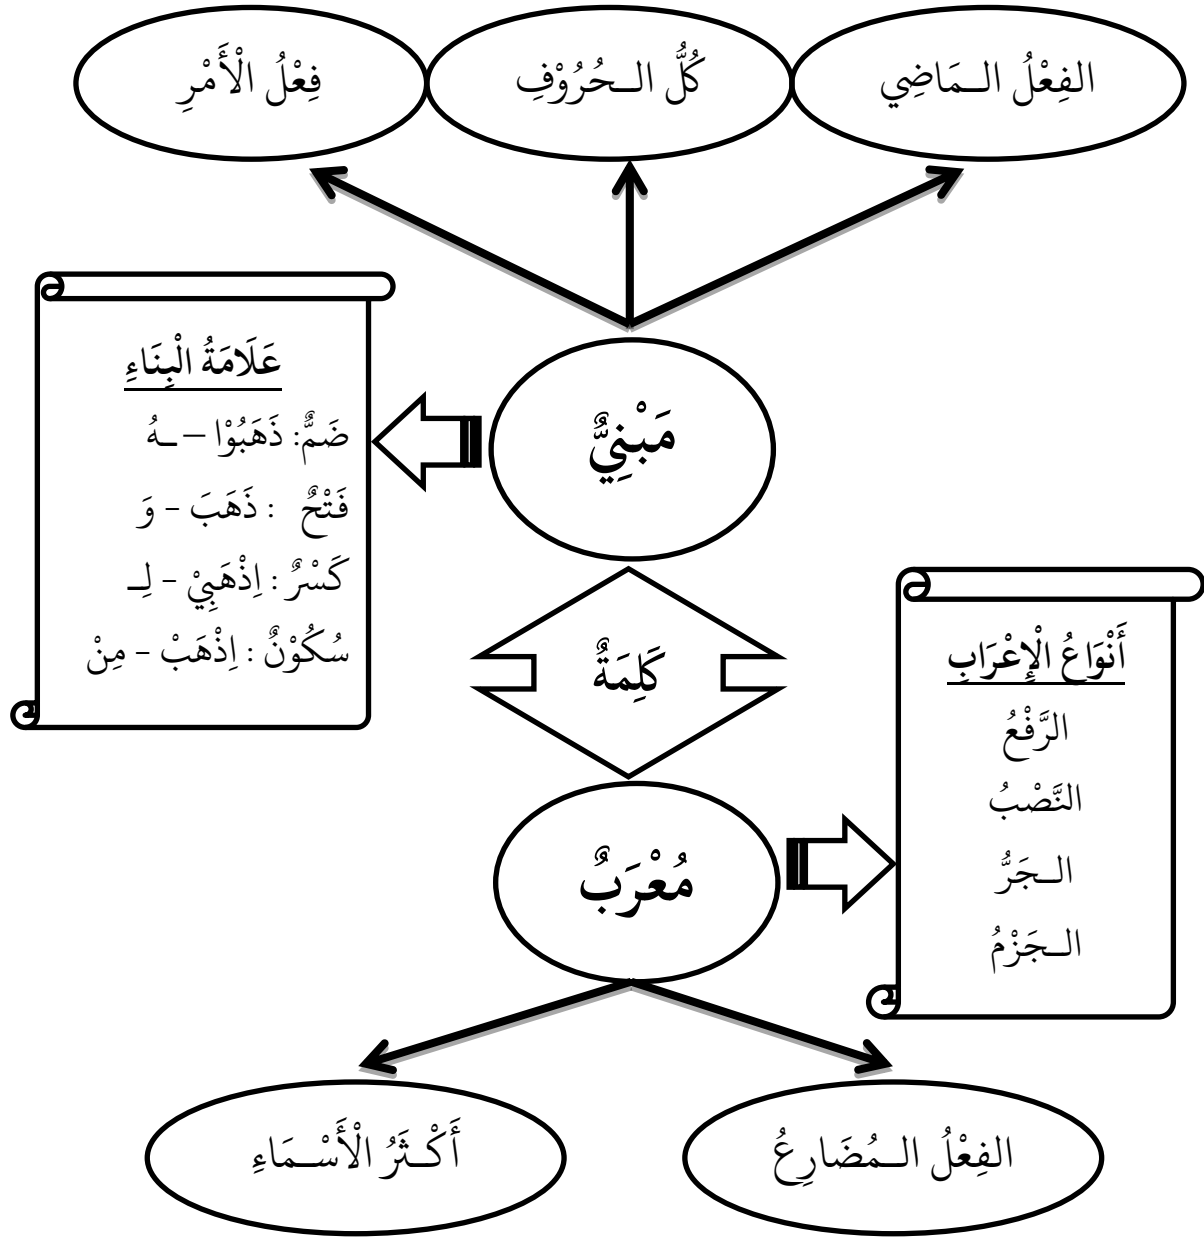 الفِعْلُ الـمَاضِي
كُلُّ الـحُرُوْفِ
فِعْلُ الْأَمْرِ
مَبْنِيٌّ
عَلَامَةُ الْبِنَاءِ
ضَمٌّ: ذَهَبُوْا – ـهُ
فَتْحٌ : ذَهَبَ - وَ
كَسْرٌ : اِذْهَبِيْ - لِـ
سُكُوْنٌ : اِذْهَبْ - مِنْ
كَلِمَةٌ
أَنْوَاعُ الْإِعْرَابِ
الرَّفْعُ
النَّصْبُ
الـجَرُّ
الـجَزْمُ
مُعْرَبٌ
الفِعْلُ الـمُضَارِعُ
أَكْـثَرُ الْأَسْـمَاءِ